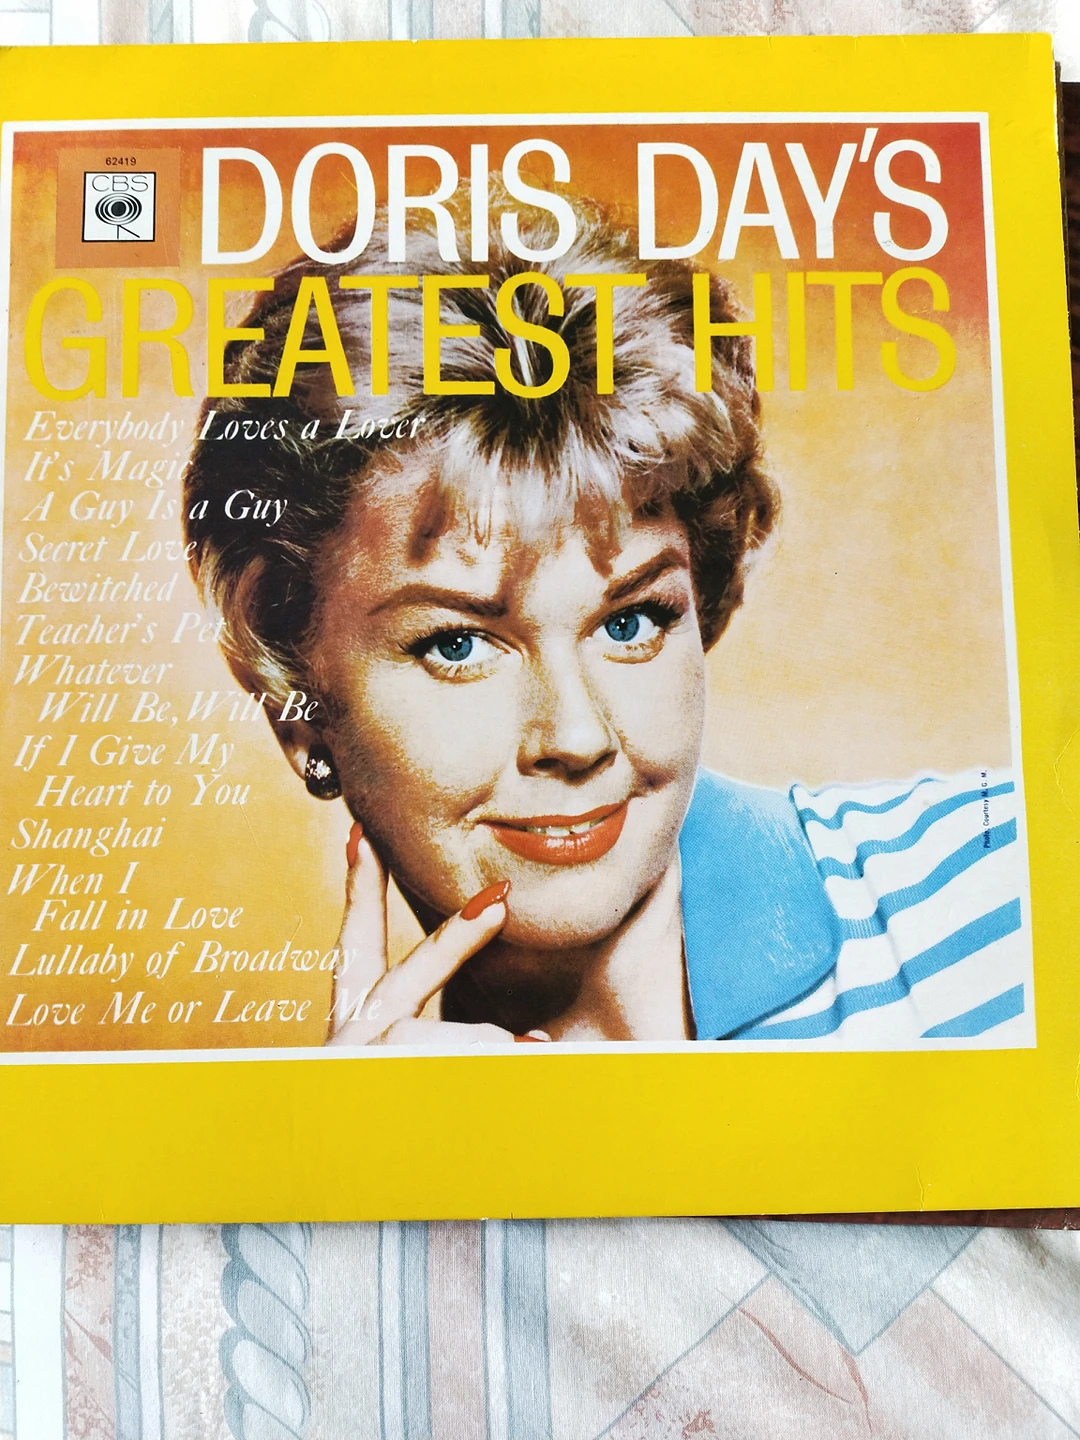 62419
CBS
DORIS DAY'S
GREATEST HITS
Everybody Loves a Lover
It's Magic
A Guy Is a Guy
Secret Love
Bewitched
Teacher's Pet
Whatever
Will Be, Will Be
If I Give My
Heart to You
Shanghai
When I
Fall in Love
Lullaby of Broadway
Love Me or Leave Me
Photo, Courtesy M. G. M.